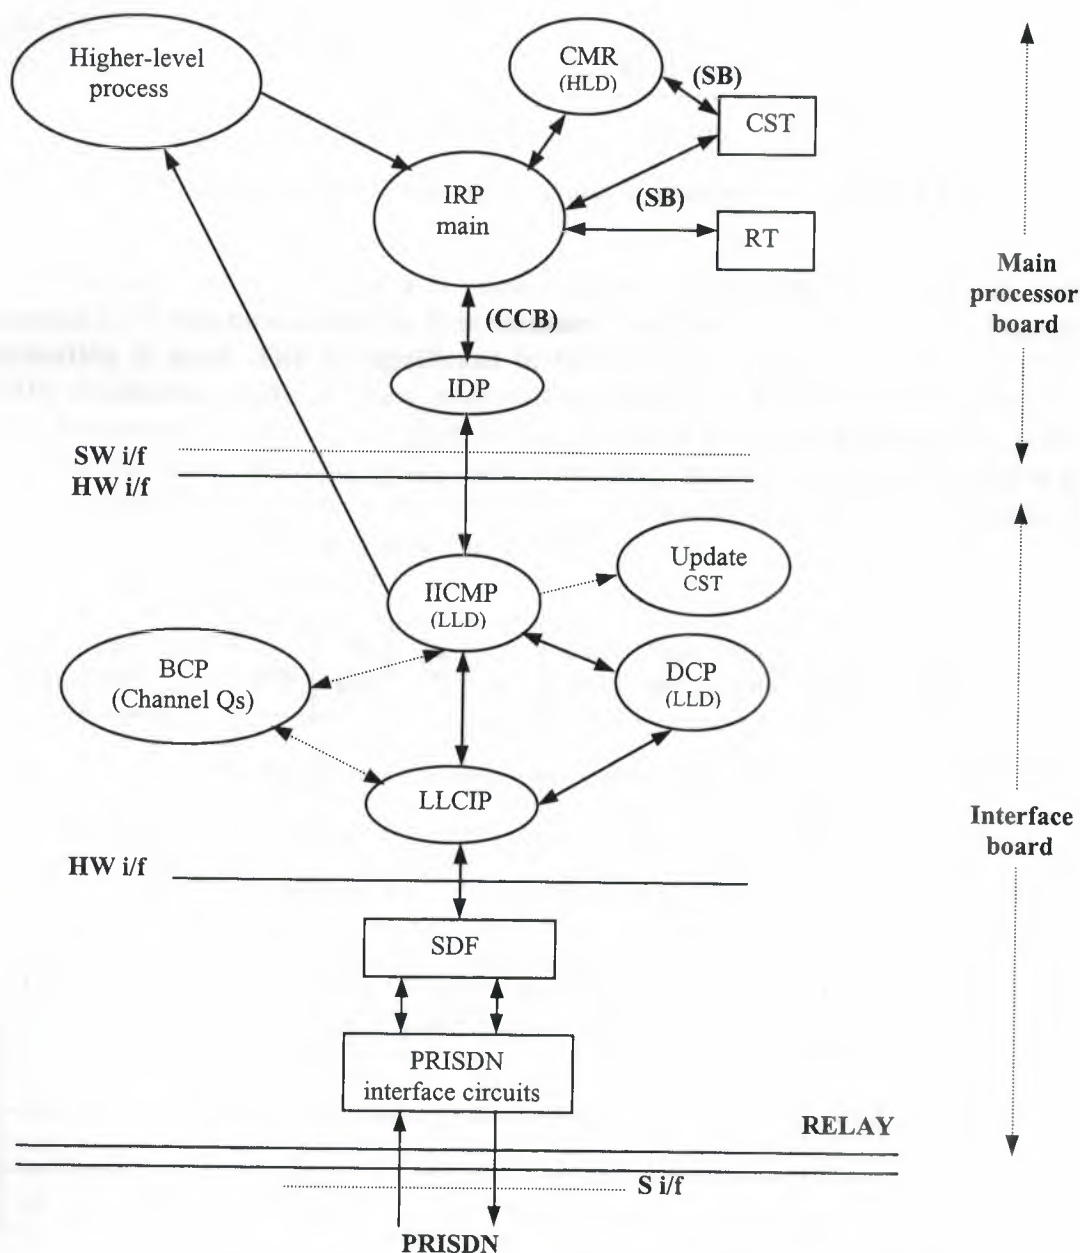 Higher-level
process
CMR
(HLD)
(SB)
CST
IRP
main
(SB)
RT
Main
processor
board
(CCB)
IDP
SW i/f
HW i/f
Update
CST
IICMP
(LLD)
BCP
(Channel Qs)
DCP
(LLD)
LLCIP
Interface
board
HW i/f
SDF
PRISDN
interface circuits
RELAY
S i/f
PRISDN